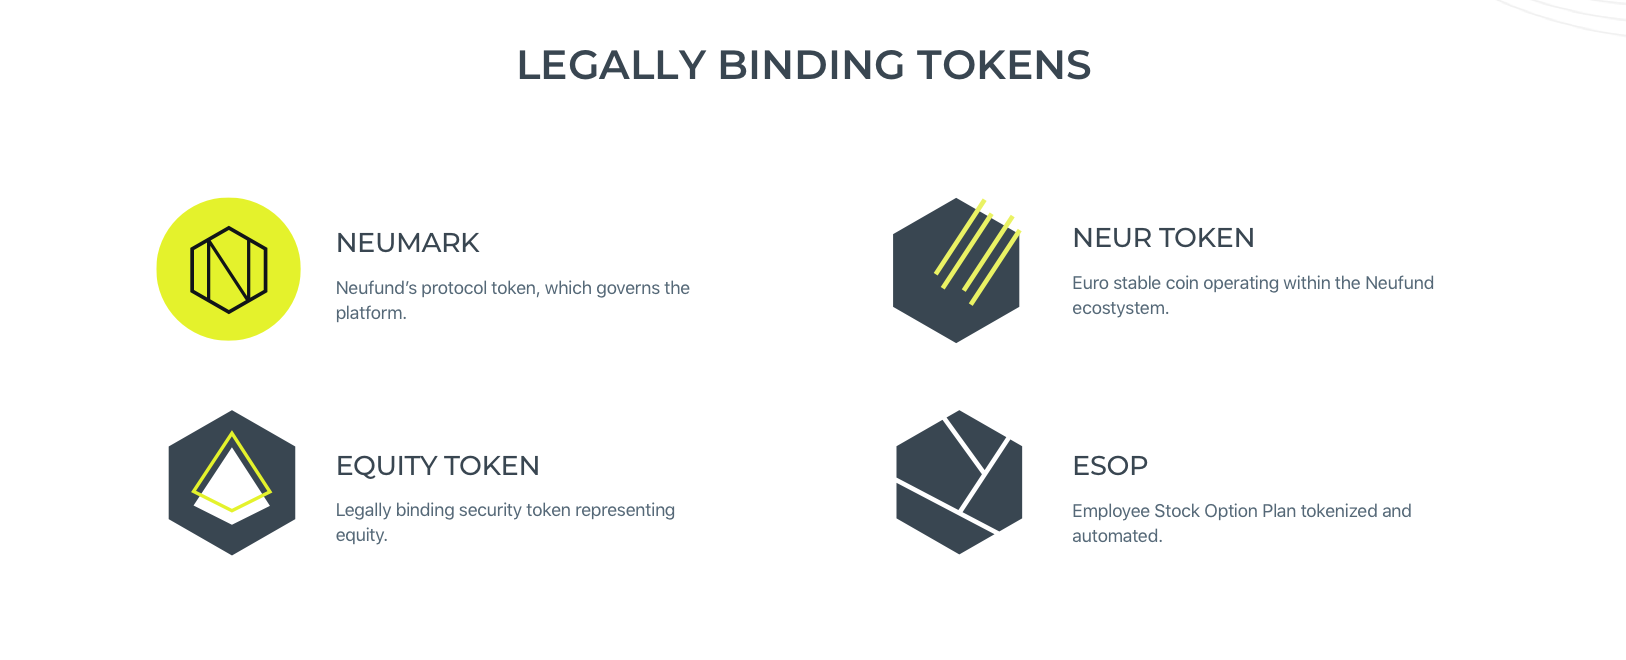 LEGALLY BINDING TOKENS
NEUMARK
Neufund’s protocol token, which governs the
platform.
NEUR TOKEN
Euro stable coin operating within the Neufund
ecostystem.
EQUITY TOKEN
Legally binding security token representing
equity.
ESOP
Employee Stock Option Plan tokenized and
automated.